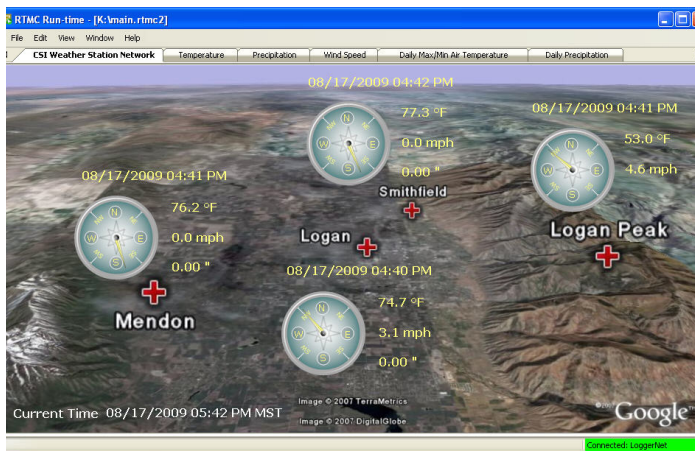 RTMC Run-time - [K:\main.rtmc2]
File Edit View Window Help
CSI Weather Station Network Temperature Precipitation Wind Speed Daily Max/Min Air Temperature Daily Precipitation
08/17/2009 04:42 PM
N
W E
S
77.3 °F
0.0 mph
0.00 "
Smithfield
08/17/2009 04:41 PM
N
W E
S
53.0 °F
4.6 mph
Logan Peak
08/17/2009 04:41 PM
N
W E
S
76.2 °F
0.0 mph
0.00 "
Mendon
Logan
08/17/2009 04:40 PM
N
W E
S
74.7 °F
3.1 mph
0.00 "
Image © 2007 TerraMetrics
Image © 2007 DigitalGlobe
Current Time 08/17/2009 05:42 PM MST
©2007 Google™
Connected: LoggerNet